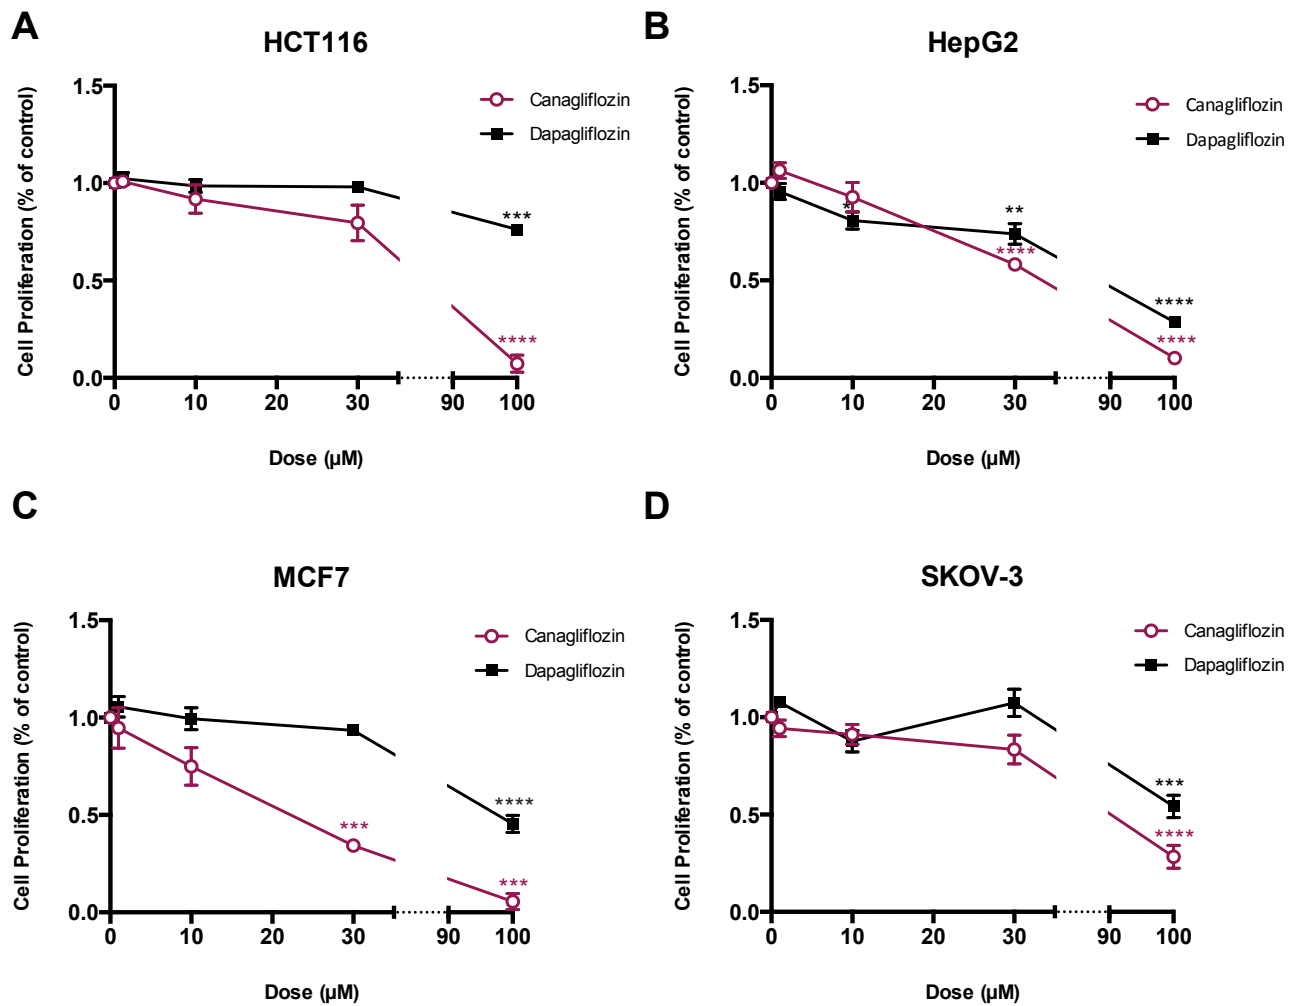 A
HCT116
Canagliflozin
Dapagliflozin
Cell Proliferation (% of control)
1.5
1.0
0.5
0.0
***
****
0 10 20 30 90 100
Dose (µM)
B
HepG2
Canagliflozin
Dapagliflozin
Cell Proliferation (% of control)
1.5
1.0
0.5
0.0
*
**
****
****
****
0 10 20 30 90 100
Dose (µM)
C
MCF7
Canagliflozin
Dapagliflozin
Cell Proliferation (% of control)
1.5
1.0
0.5
0.0
***
****
***
0 10 20 30 90 100
Dose (µM)
D
SKOV-3
Canagliflozin
Dapagliflozin
Cell Proliferation (% of control)
1.5
1.0
0.5
0.0
***
****
0 10 20 30 90 100
Dose (µM)